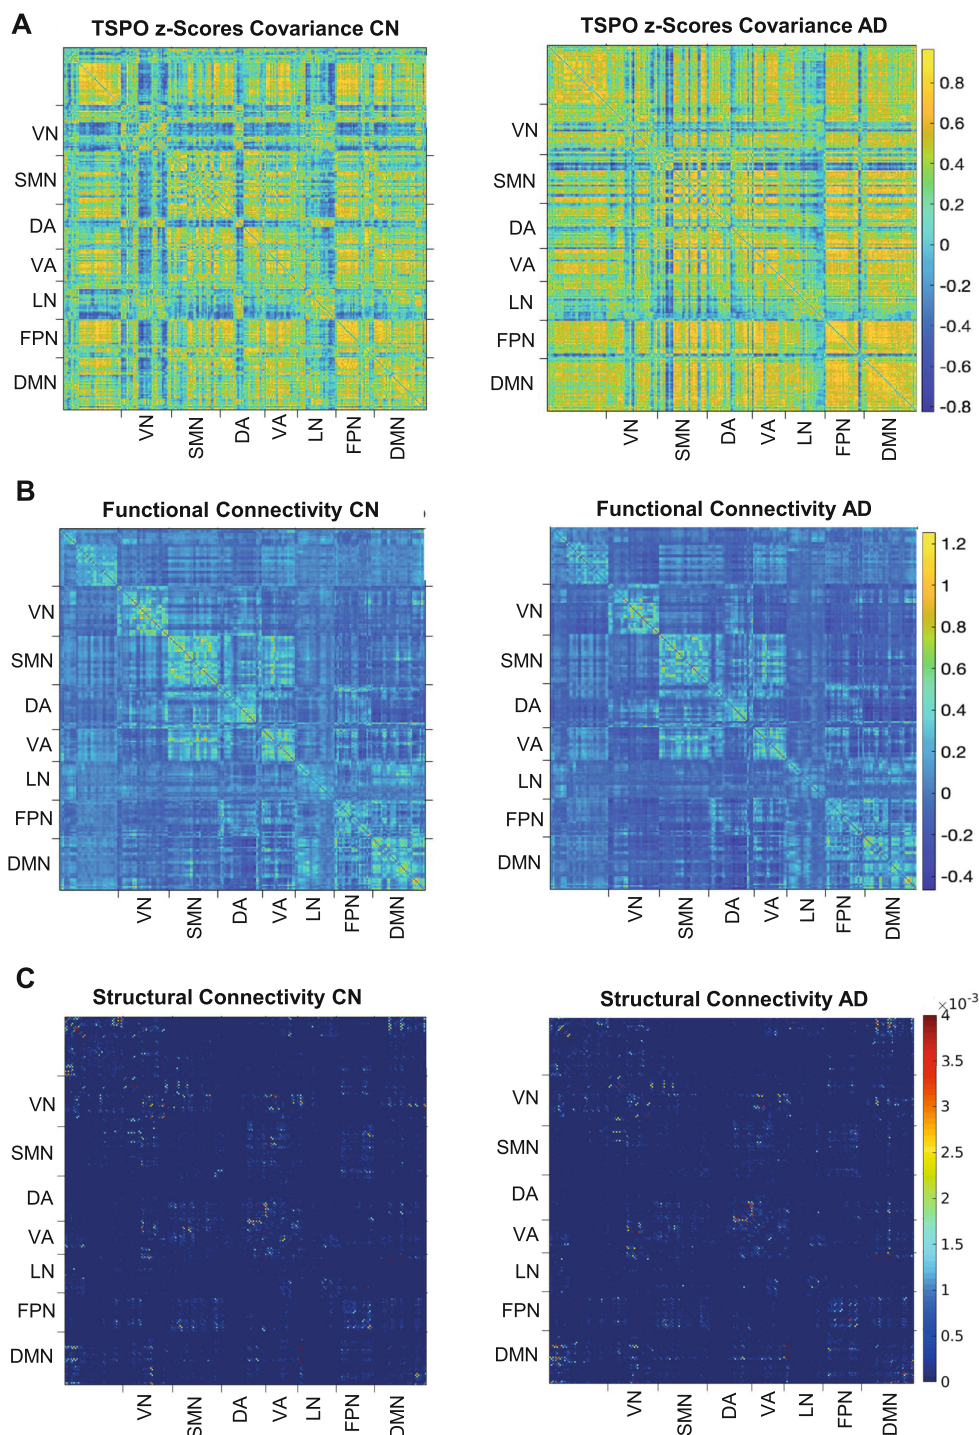 A
TSPO z-Scores Covariance CN
TSPO z-Scores Covariance AD
VN
SMN
DA
VA
LN
FPN
DMN
VN
SMN
DA
VA
LN
FPN
DMN
VN
SMN
DA
VA
LN
FPN
DMN
VN
SMN
DA
VA
LN
FPN
DMN
0.8
0.6
0.4
0.2
0
-0.2
-0.4
-0.6
-0.8
B
Functional Connectivity CN
Functional Connectivity AD
VN
SMN
DA
VA
LN
FPN
DMN
VN
SMN
DA
VA
LN
FPN
DMN
VN
SMN
DA
VA
LN
FPN
DMN
VN
SMN
DA
VA
LN
FPN
DMN
1.2
1
0.8
0.6
0.4
0.2
0
-0.2
-0.4
C
Structural Connectivity CN
Structural Connectivity AD
VN
SMN
DA
VA
LN
FPN
DMN
VN
SMN
DA
VA
LN
FPN
DMN
VN
SMN
DA
VA
LN
FPN
DMN
VN
SMN
DA
VA
LN
FPN
DMN
×10⁻³
4
3.5
3
2.5
2
1.5
1
0.5
0